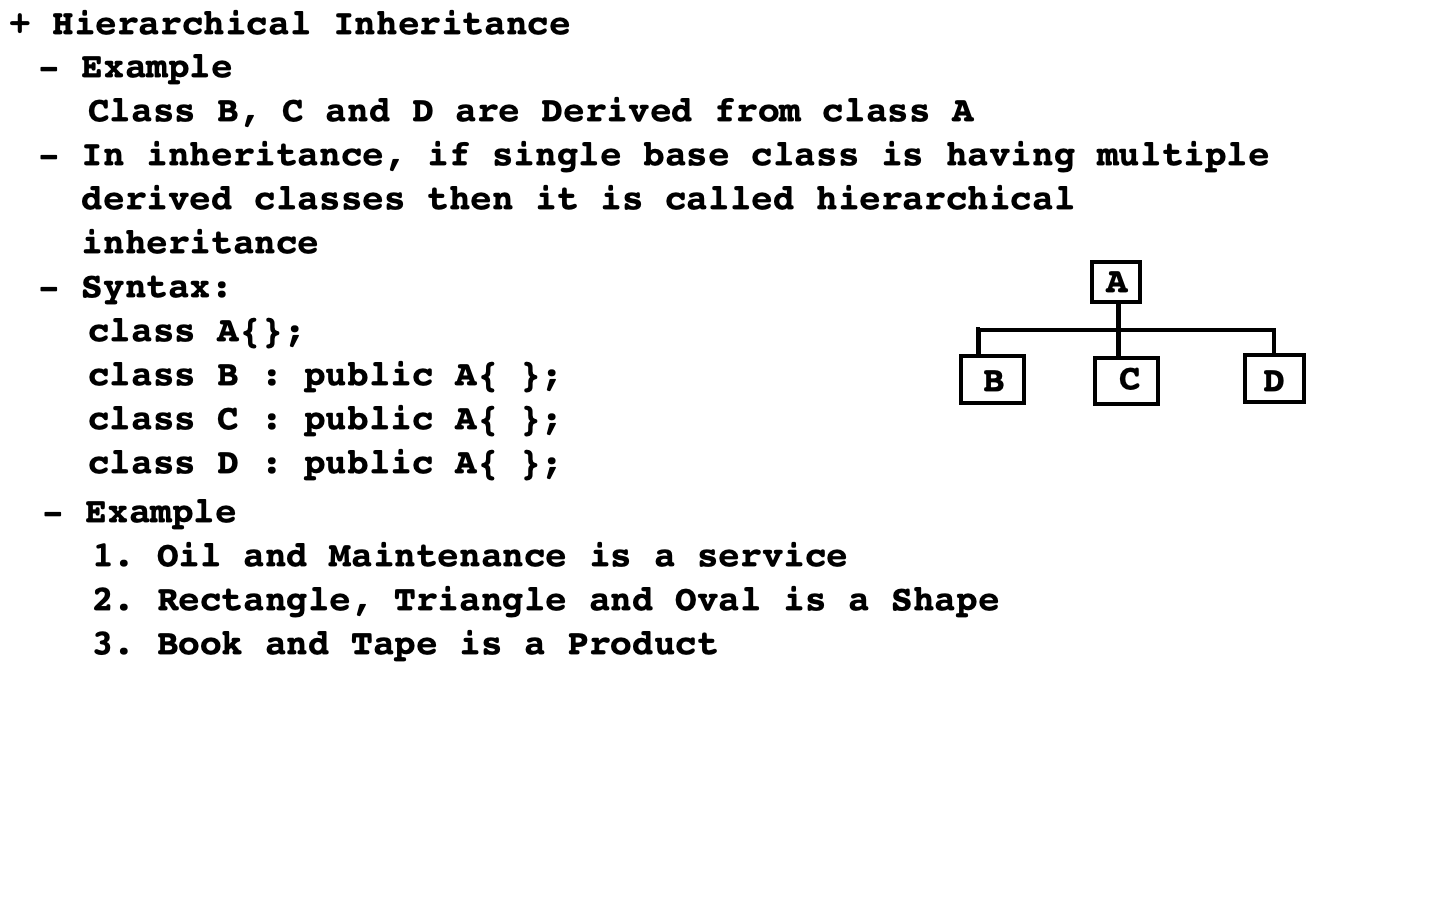 + Hierarchical Inheritance
- Example
Class B, C and D are Derived from class A
- In inheritance, if single base class is having multiple
derived classes then it is called hierarchical
inheritance
- Syntax:
class A{};
class B : public A{ };
class C : public A{ };
class D : public A{ };
A
B C D
- Example
1. Oil and Maintenance is a service
2. Rectangle, Triangle and Oval is a Shape
3. Book and Tape is a Product